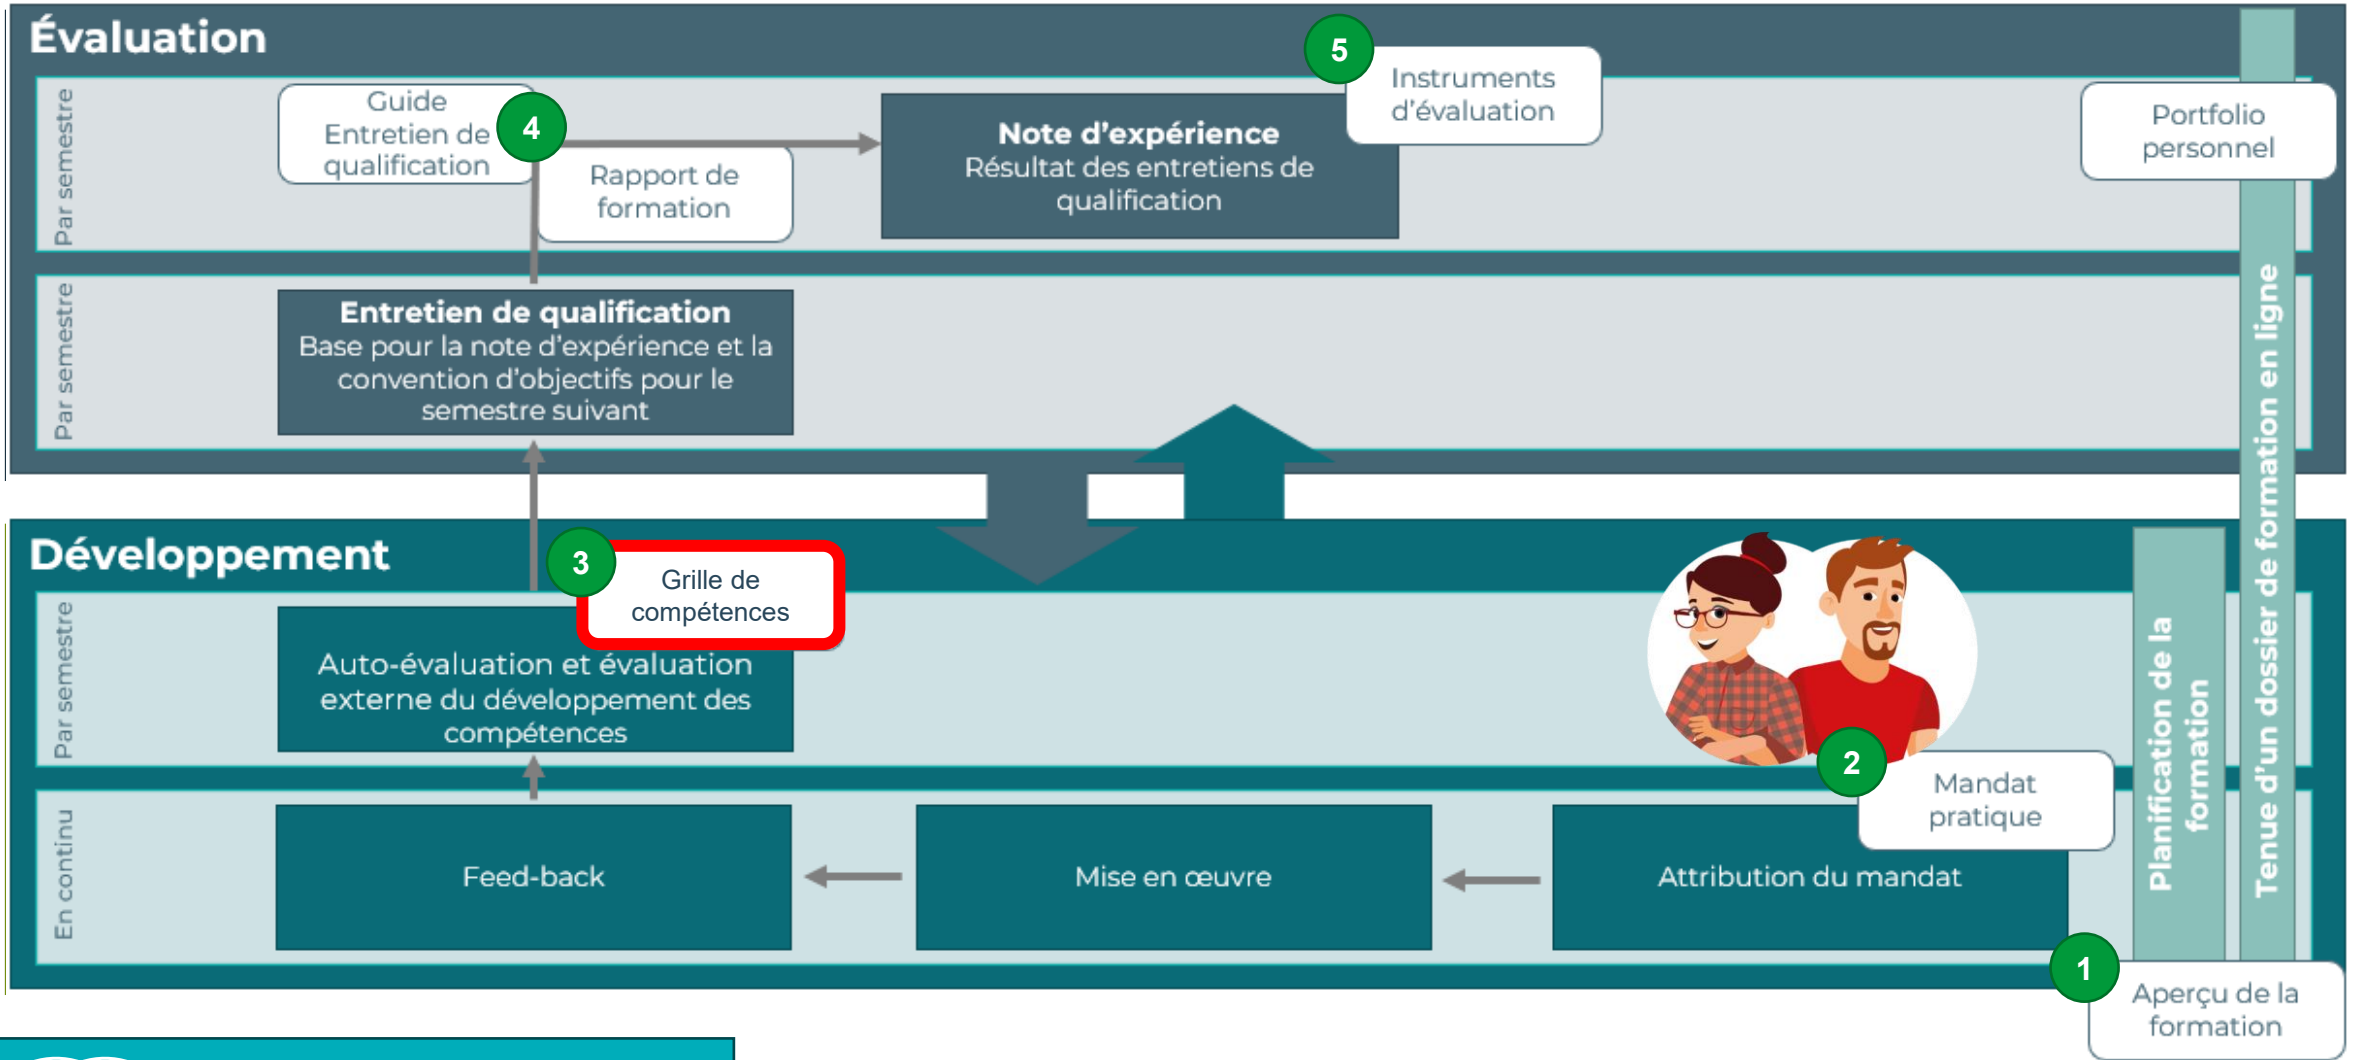 Évaluation
Par semestre
Guide
Entretien de
qualification
4
Rapport de
formation
Note d'expérience
Résultat des entretiens de
qualification
5
Instruments
d'évaluation
Portfolio
personnel
Par semestre
Entretien de qualification
Base pour la note d'expérience et la
convention d'objectifs pour le
semestre suivant
Tenue d'un dossier de formation en ligne
Développement
Par semestre
3
Grille de
compétences
Auto-évaluation et évaluation
externe du développement des
compétences
2
Mandat
pratique
Planification de la
formation
En continu
Feed-back
Mise en œuvre
Attribution du mandat
1
Aperçu de la
formation